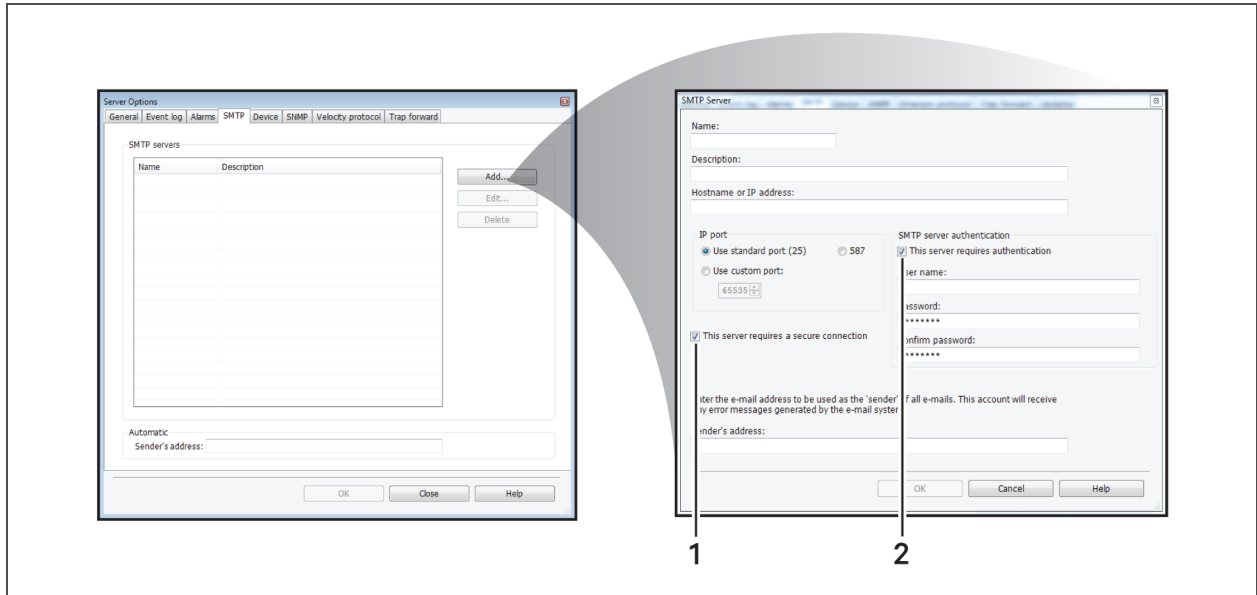 Server Options
General Event log Alarms SMTP Device SNMP Velocity protocol Trap forward
SMTP servers
Name Description
Add...
Edit...
Delete
Automatic
Sender's address:
OK Close Help
SMTP Server
Name:
Description:
Hostname or IP address:
IP port
Use standard port (25) 587
Use custom port:
65535
This server requires a secure connection
SMTP server authentication
This server requires authentication
ser name:
assword:
*******
onfirm password:
*******
ter the e-mail address to be used as the 'sender' f all e-mails. This account will receive
y error messages generated by the e-mail syste
ender's address:
OK Cancel Help
1 2